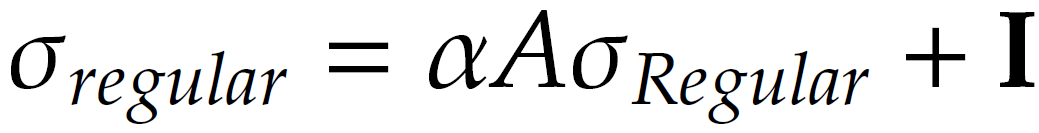 σ_regular = αAσ_Regular + I